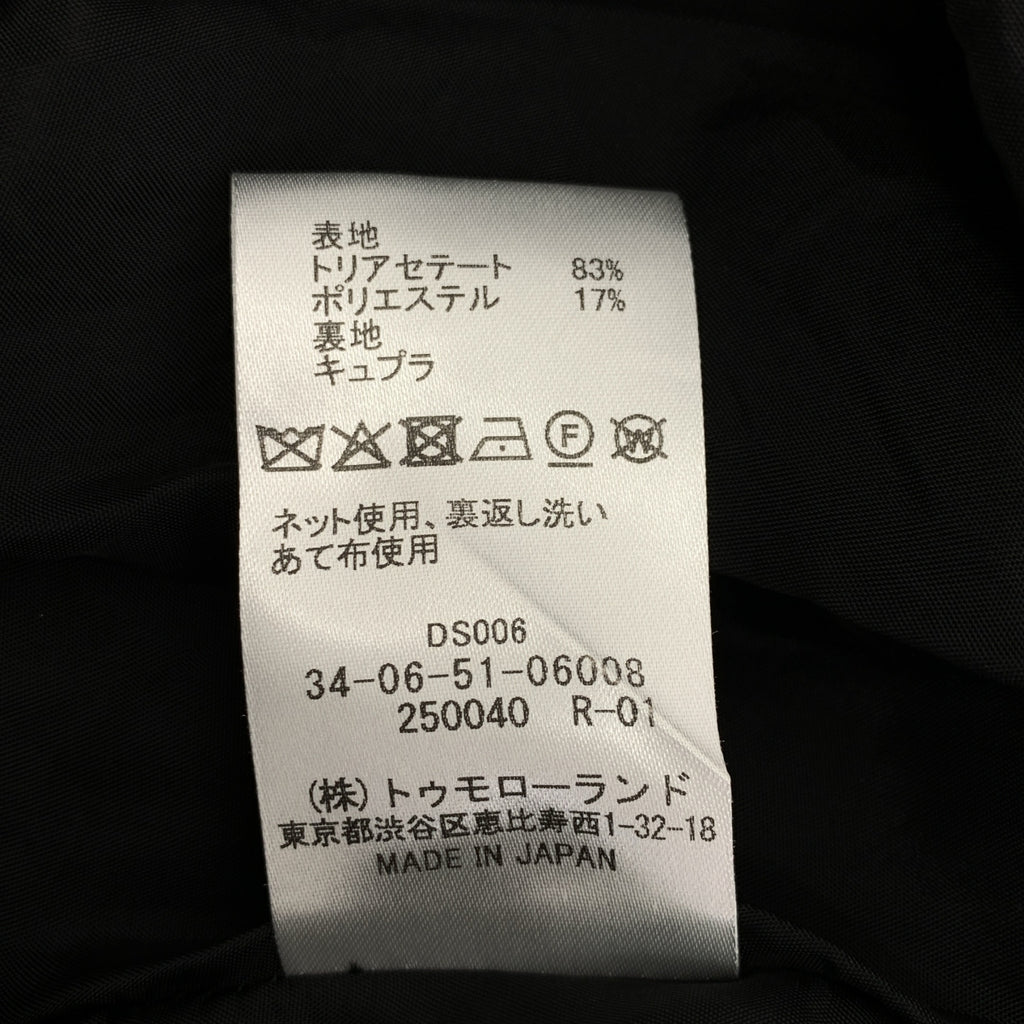 表地
トリアセテート 83%
ポリエステル 17%
裏地
キュプラ
F W
ネット使用、裏返し洗い
あて布使用
DS006
34-06-51-06008
250040 R-01
(株)トゥモローランド
東京都渋谷区恵比寿西1-32-18
MADE IN JAPAN